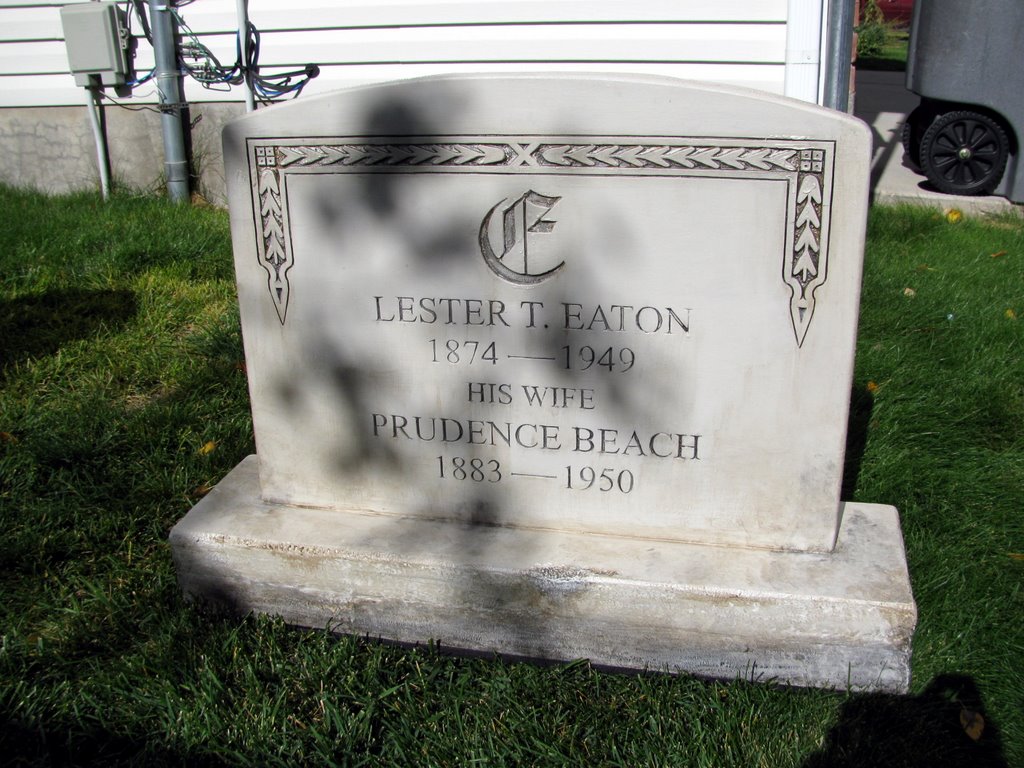 E
LESTER T. EATON
1874 — 1949
HIS WIFE
PRUDENCE BEACH
1883 — 1950